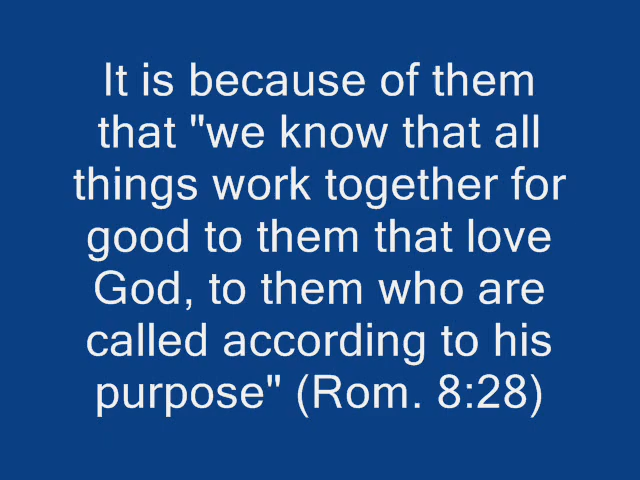 It is because of them
that "we know that all
things work together for
good to them that love
God, to them who are
called according to his
purpose" (Rom. 8:28)